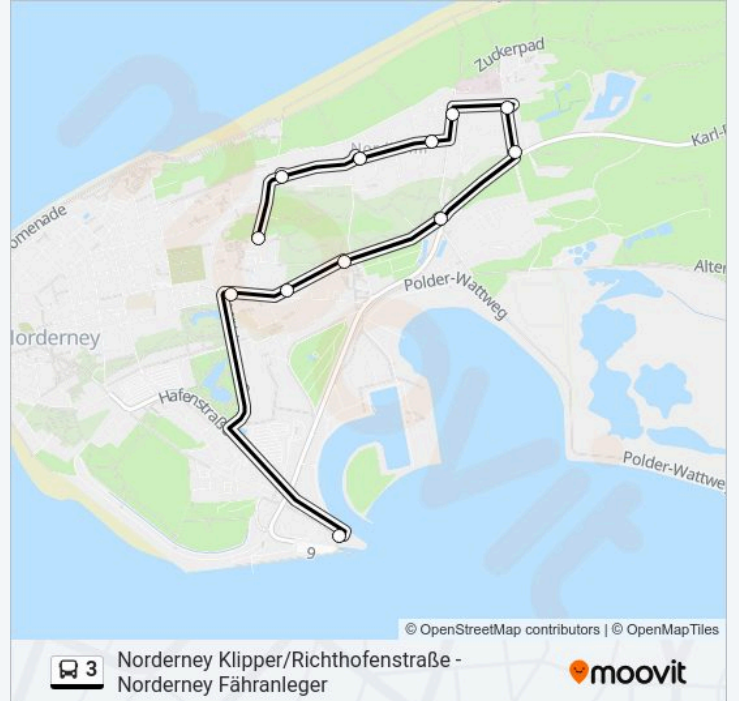 Zuckerpad
Karl-
omenade
Polder-Wattweg
Alter
lorderney
Hafenstraße
Polder-Wattweg
9
© OpenStreetMap contributors | © OpenMapTiles
3
Norderney Klipper/Richthofenstraße -
Norderney Fähranleger
moovit